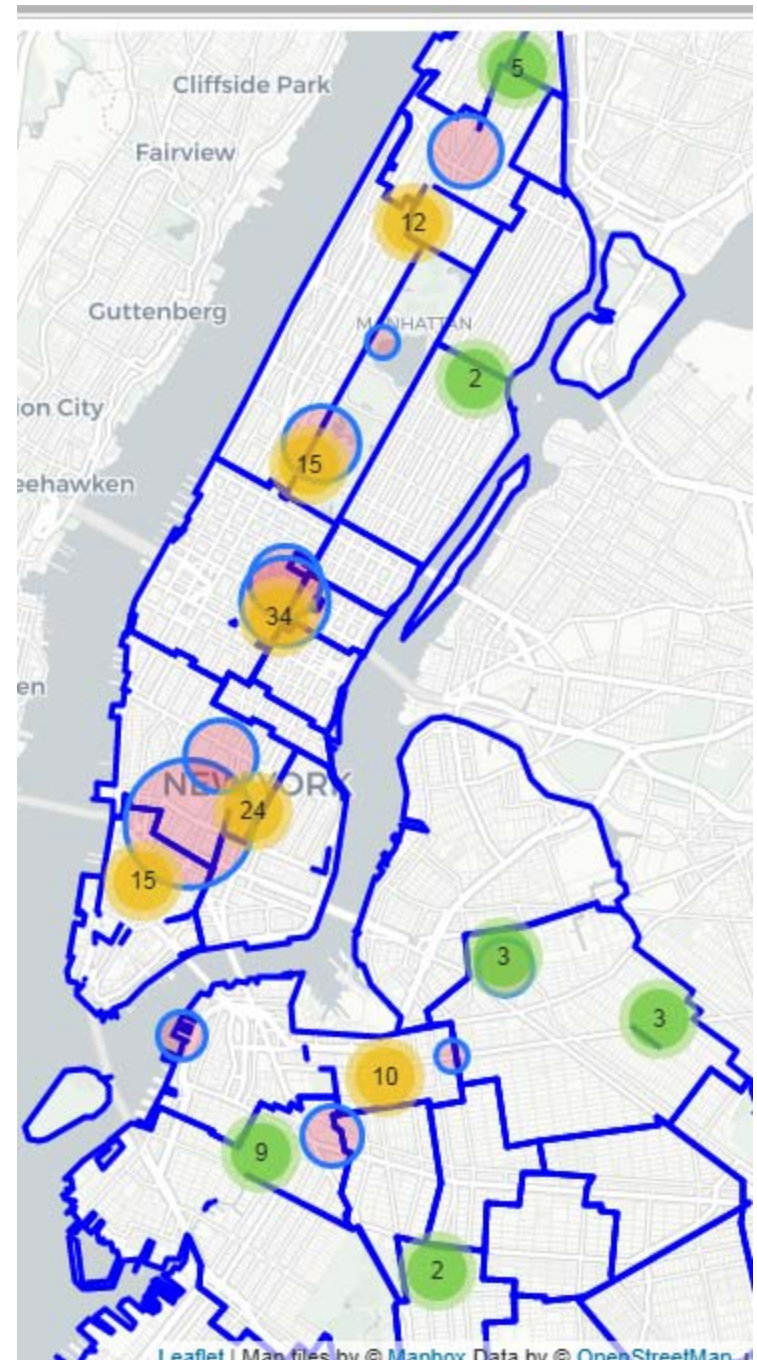 5
Cliffside Park
Fairview
12
Guttenberg
MANHATTAN
2
ion City
15
eehawken
34
en
NEW YORK
24
15
3
3
10
9
2
Leaflet | Map tiles by © Mapbox Data by © OpenStreetMap